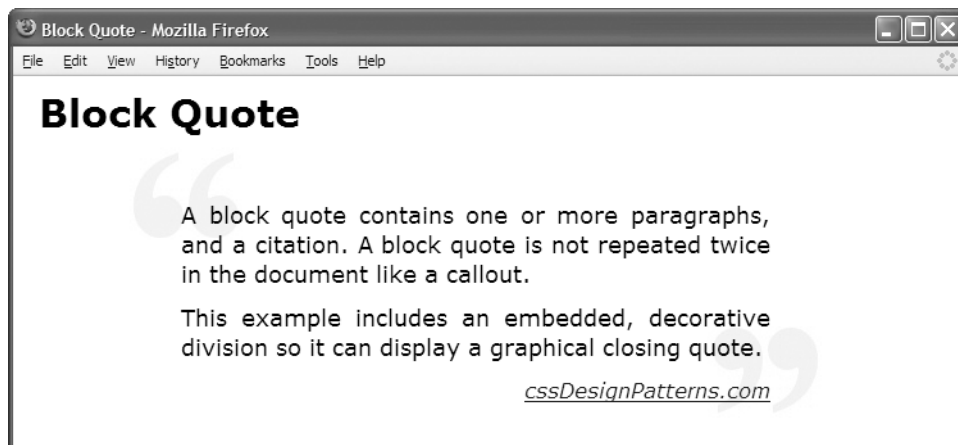 Block Quote - Mozilla Firefox
File Edit View History Bookmarks Tools Help
Block Quote
“
A block quote contains one or more paragraphs,
and a citation. A block quote is not repeated twice
in the document like a callout.
This example includes an embedded, decorative
division so it can display a graphical closing quote.
”
cssDesignPatterns.com